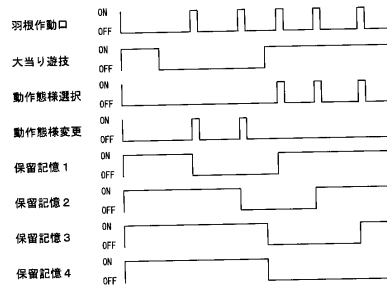 羽根作動口 ON
OFF
大当り遊技 ON
OFF
動作態様選択 ON
OFF
動作態様変更 ON
OFF
保留記憶1 ON
OFF
保留記憶2 ON
OFF
保留記憶3 ON
OFF
保留記憶4 ON
OFF